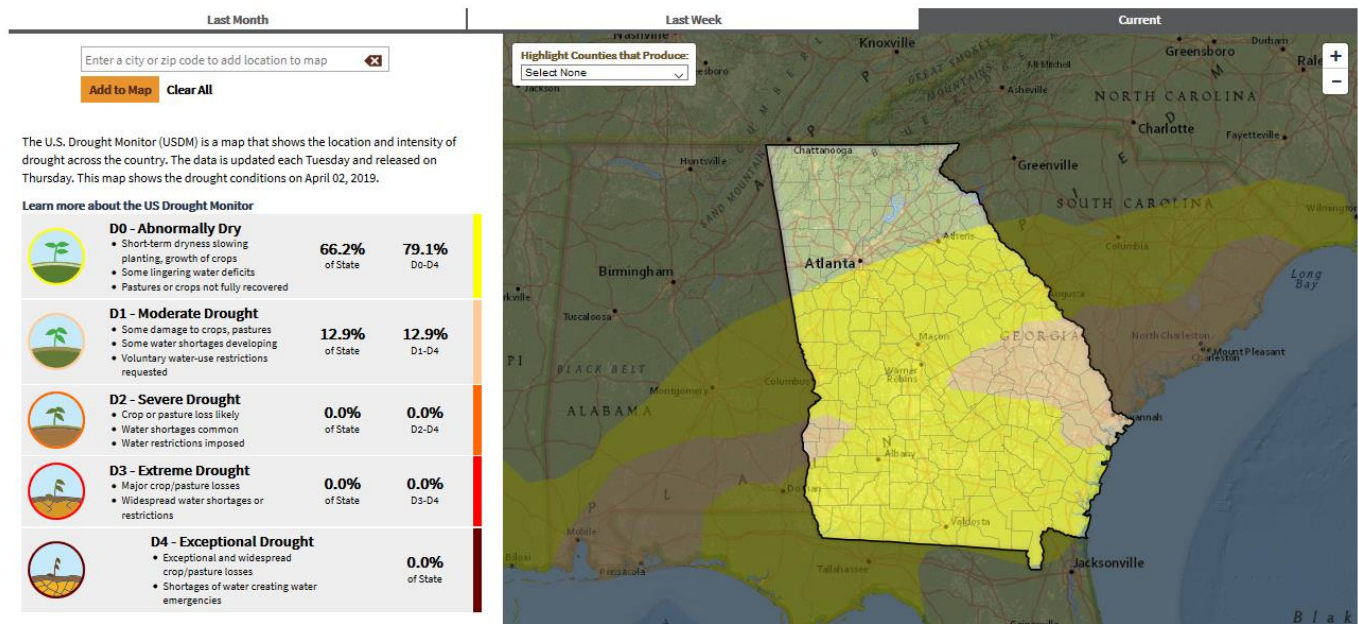 Last Month
Last Week
Current
Enter a city or zip code to add location to map
Add to Map Clear All
The U.S. Drought Monitor (USDM) is a map that shows the location and intensity of
drought across the country. The data is updated each Tuesday and released on
Thursday. This map shows the drought conditions on April 02, 2019.
Learn more about the US Drought Monitor
D0 - Abnormally Dry
• Short-term dryness slowing
planting, growth of crops
• Some lingering water deficits
• Pastures or crops not fully recovered
66.2%
of State
79.1%
D0-D4
D1 - Moderate Drought
• Some damage to crops, pastures
• Some water shortages developing
• Voluntary water-use restrictions
requested
12.9%
of State
12.9%
D1-D4
D2 - Severe Drought
• Crop or pasture loss likely
• Water shortages common
• Water restrictions imposed
0.0%
of State
0.0%
D2-D4
D3 - Extreme Drought
• Major crop/pasture losses
• Widespread water shortages or
restrictions
0.0%
of State
0.0%
D3-D4
D4 - Exceptional Drought
• Exceptional and widespread
crop/pasture losses
• Shortages of water creating water
emergencies
0.0%
of State
Highlight Counties that Produce:
Select None
+
−
Nashville
Knoxville
Greensboro
Durham
Jackson
GREAT SMOKY
MOUNTAINS
Mt Mitchell
Asheville
NORTH CAROLINA
Charlotte
Fayetteville
Chattanooga
Huntsville
Greenville
SAND MOUNTAIN
SOUTH CAROLINA
Wilmington
Columbia
Athens
Atlanta
Birmingham
Long
Bay
Augusta
Tuscaloosa
GEORGIA
North Charleston
Mount Pleasant
Charleston
Macon
Warner
Robins
BLACK BELT
Columbus
Montgomery
ALABAMA
Savannah
Albany
Dothan
Valdosta
Mobile
Biloxi
Pensacola
Tallahassee
Jacksonville
Gainesville